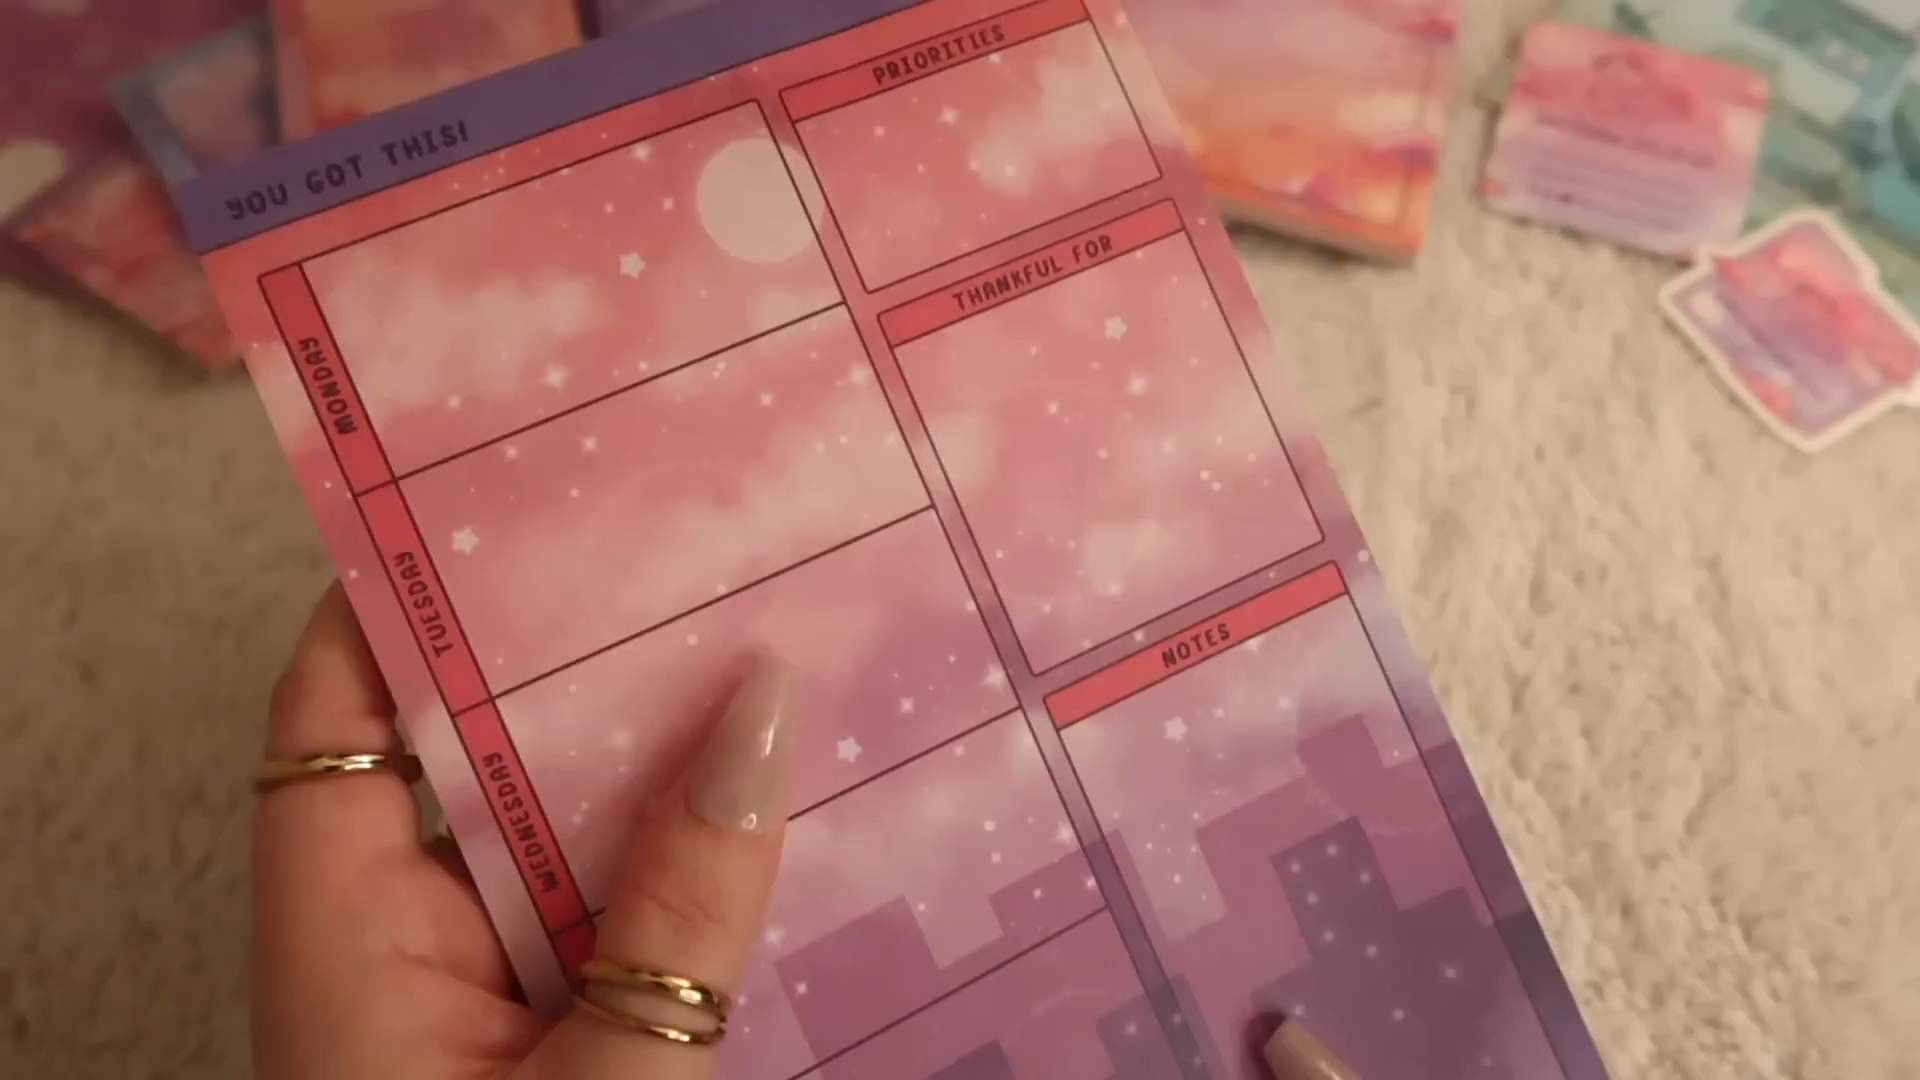 YOU GOT THIS!
MONDAY
TUESDAY
WEDNESDAY
PRIORITIES
THANKFUL FOR
NOTES